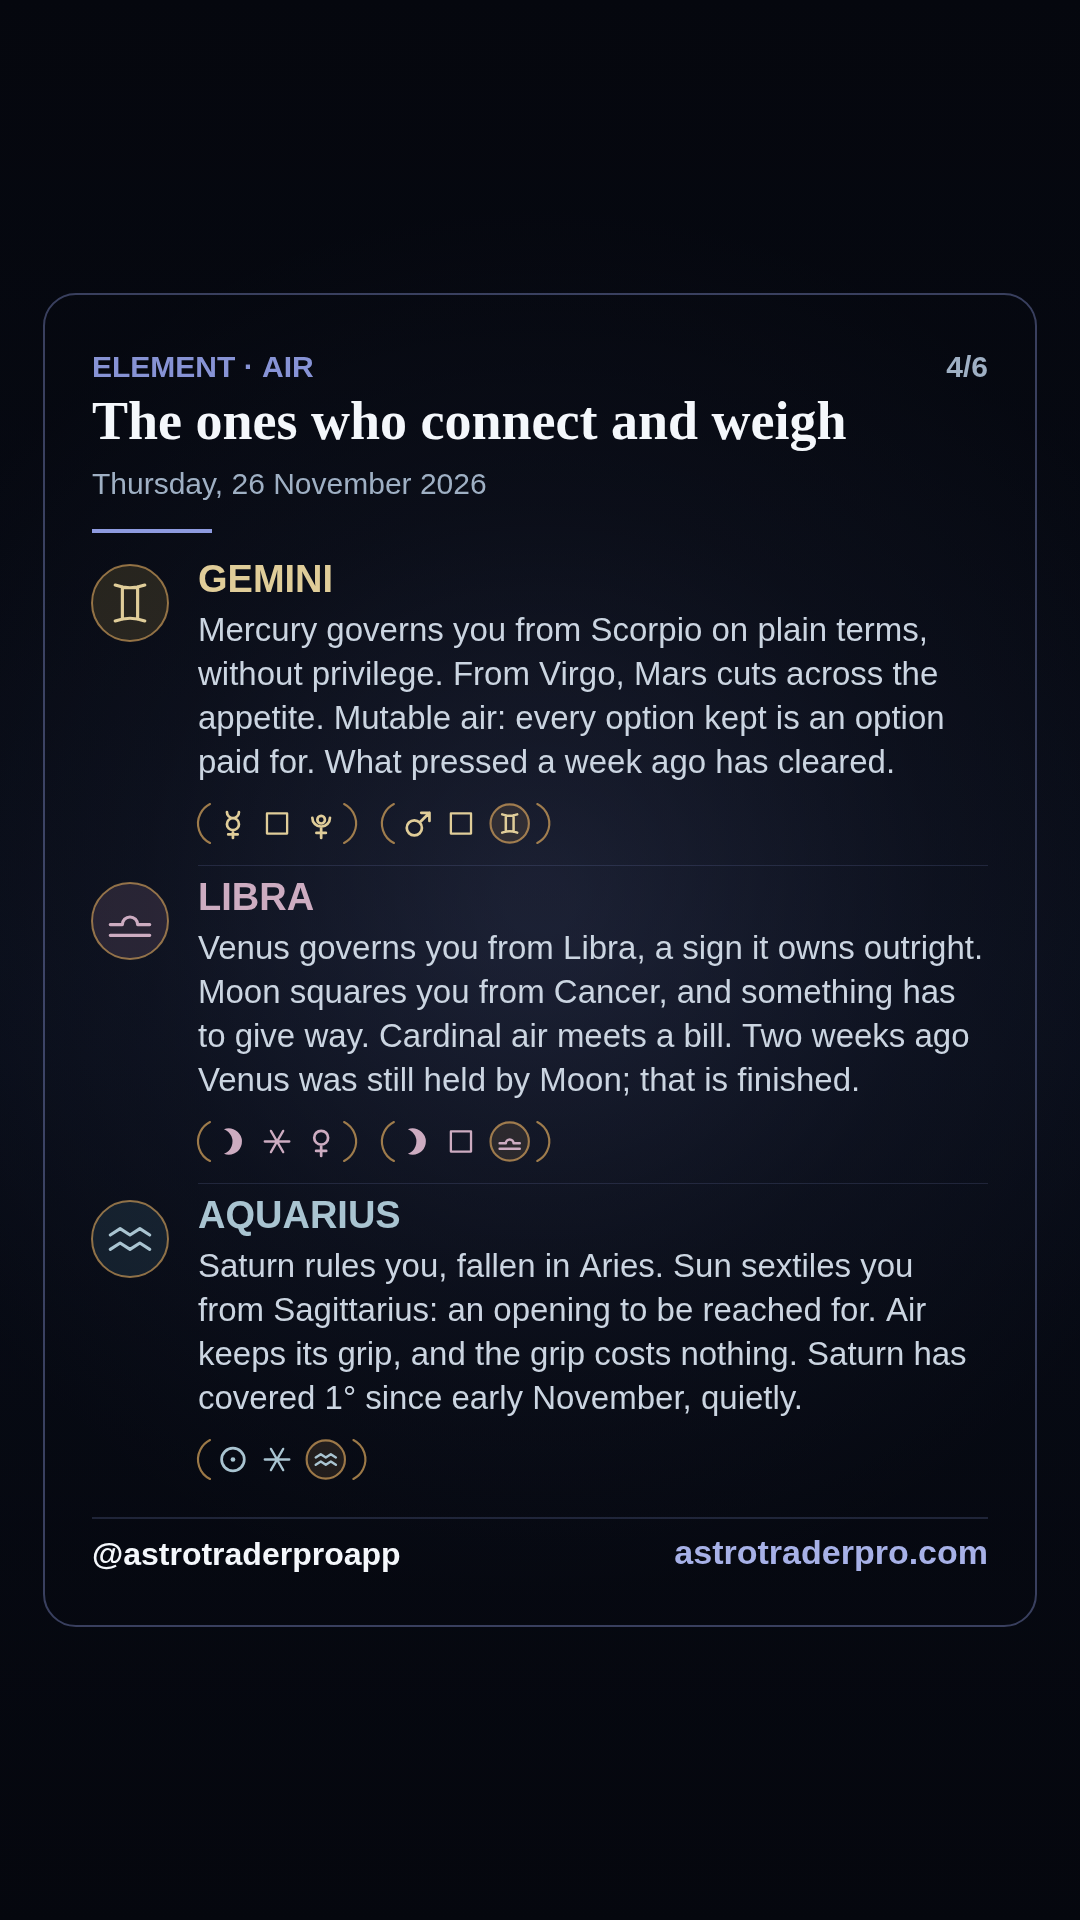 ELEMENT · AIR
4/6
The ones who connect and weigh
Thursday, 26 November 2026
GEMINI
Mercury governs you from Scorpio on plain terms,
without privilege. From Virgo, Mars cuts across the
appetite. Mutable air: every option kept is an option
paid for. What pressed a week ago has cleared.
LIBRA
Venus governs you from Libra, a sign it owns outright.
Moon squares you from Cancer, and something has
to give way. Cardinal air meets a bill. Two weeks ago
Venus was still held by Moon; that is finished.
AQUARIUS
Saturn rules you, fallen in Aries. Sun sextiles you
from Sagittarius: an opening to be reached for. Air
keeps its grip, and the grip costs nothing. Saturn has
covered 1° since early November, quietly.
@astrotraderproapp
astrotraderpro.com